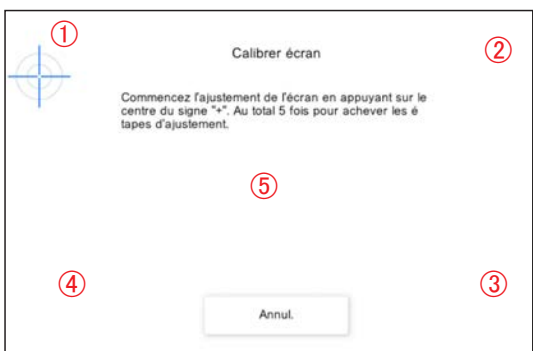 ①
②
Calibrer écran
Commencez l'ajustement de l'écran en appuyant sur le
centre du signe "+". Au total 5 fois pour achever les é
tapes d'ajustement.
⑤
④
③
Annul.